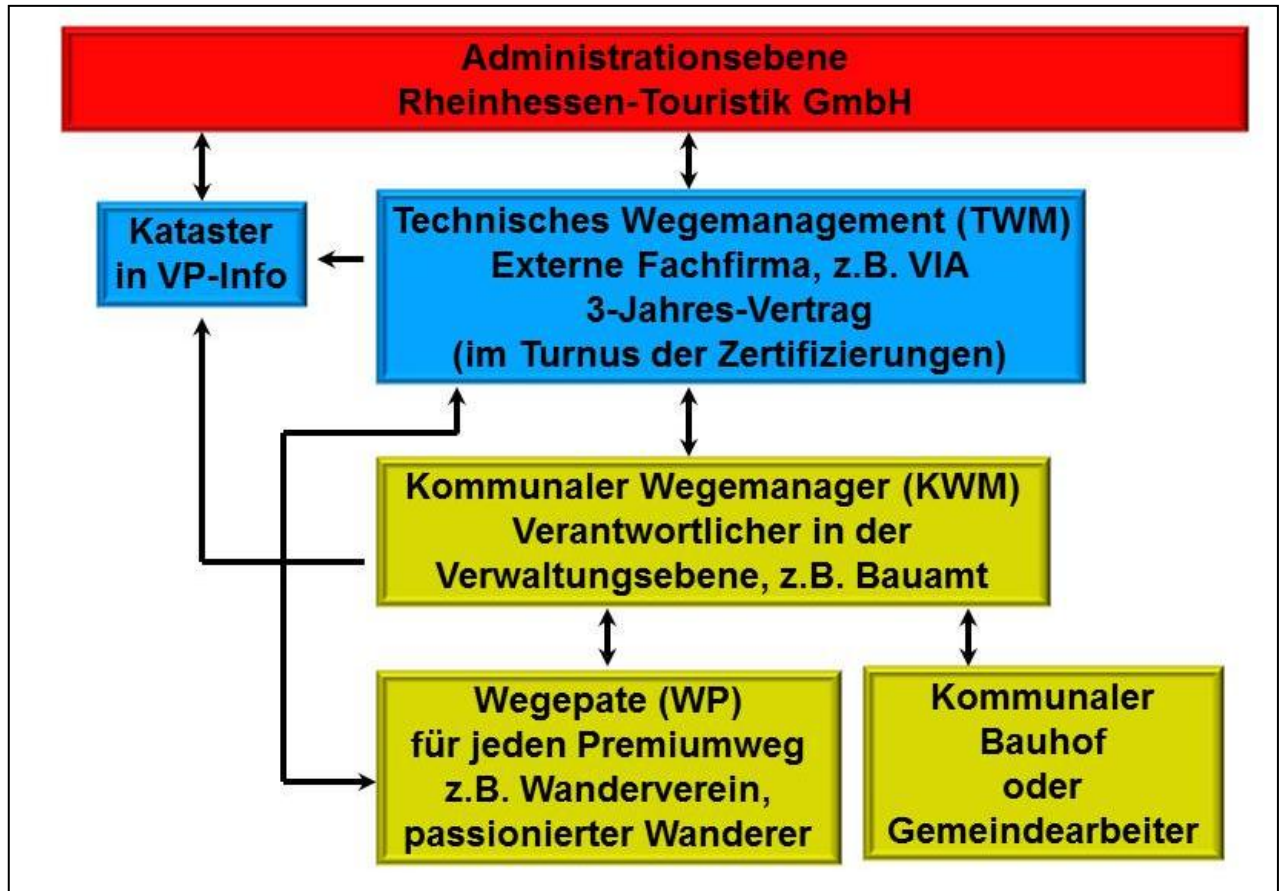 Administrationsebene
Rheinhessen-Touristik GmbH
Kataster
in VP-Info
Technisches Wegemanagement (TWM)
Externe Fachfirma, z.B. VIA
3-Jahres-Vertrag
(im Turnus der Zertifizierungen)
Kommunaler Wegemanager (KWM)
Verantwortlicher in der
Verwaltungsebene, z.B. Bauamt
Wegepate (WP)
für jeden Premiumweg
z.B. Wanderverein,
passionierter Wanderer
Kommunaler
Bauhof
oder
Gemeindearbeiter